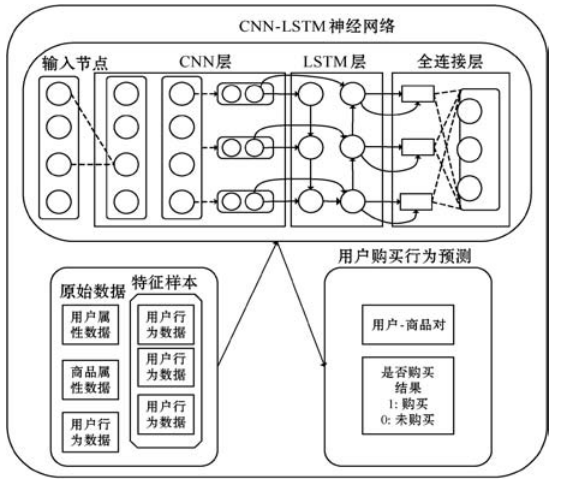 CNN-LSTM神经网络
输入节点
CNN层
LSTM层
全连接层
原始数据
特征样本
用户属
性数据
商品属
性数据
用户行
为数据
用户行
为数据
用户行
为数据
用户行
为数据
用户购买行为预测
用户-商品对
是否购买
结果
1: 购买
0: 未购买